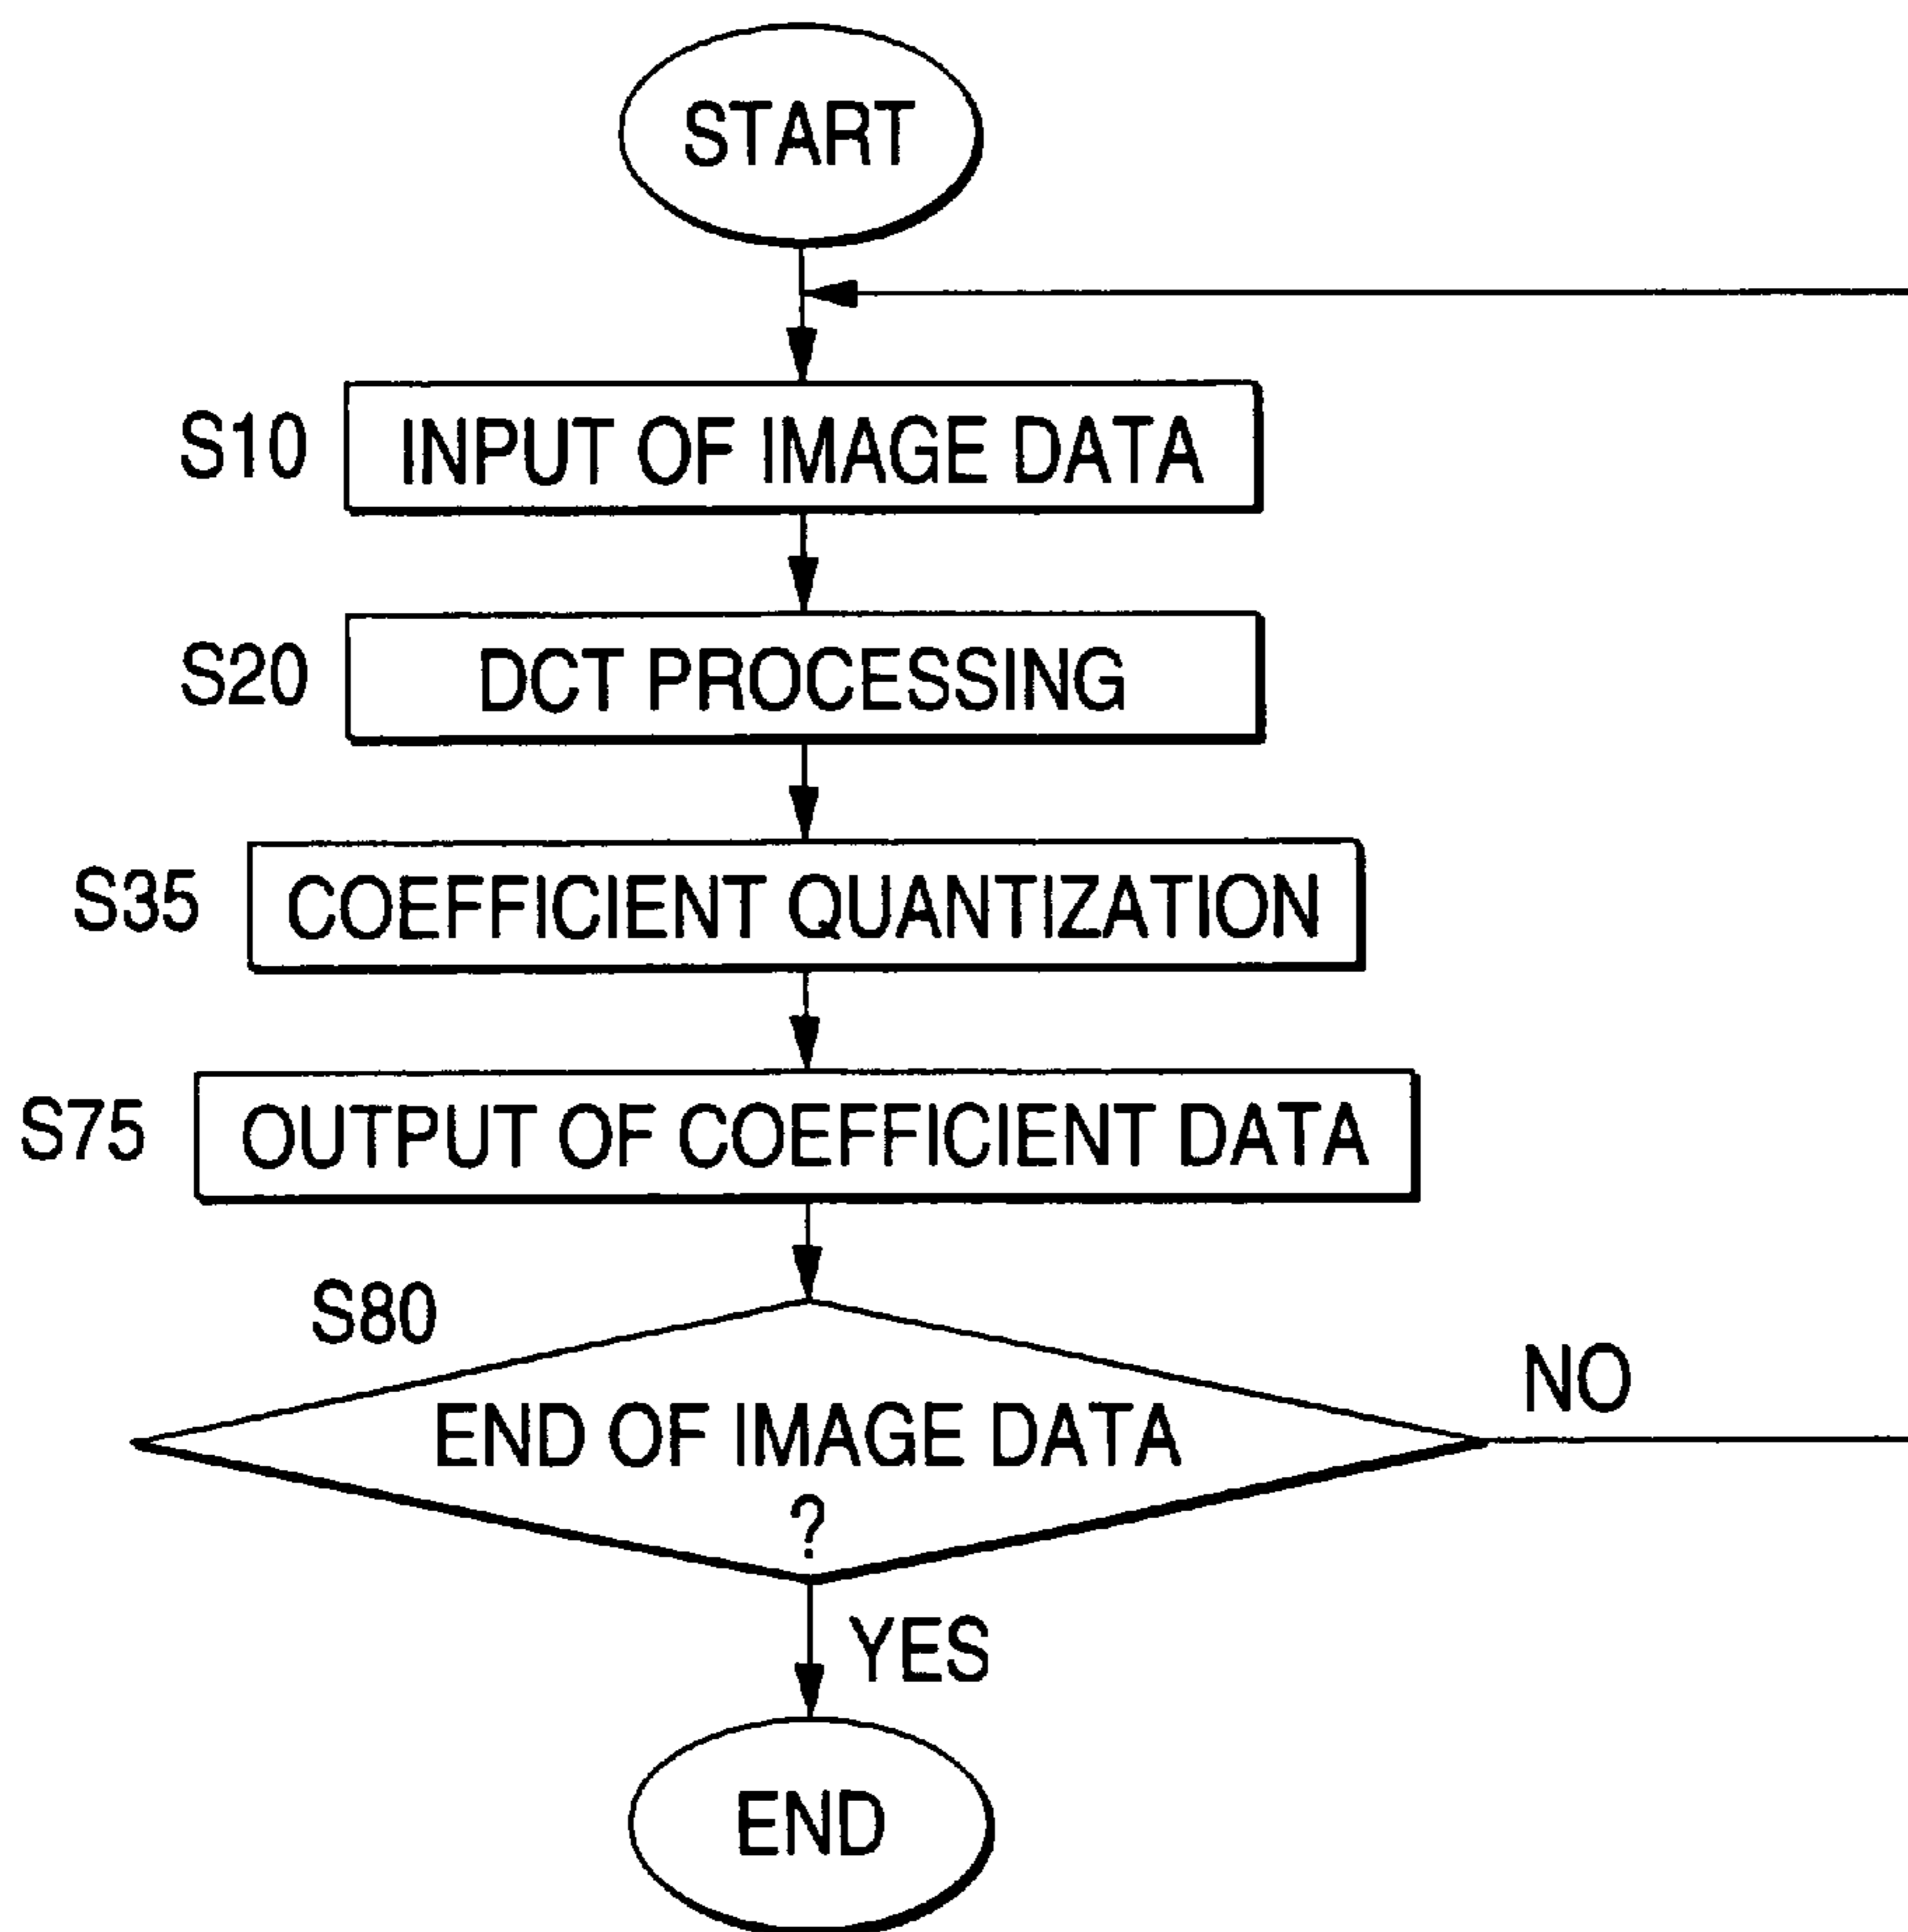 START
S10 INPUT OF IMAGE DATA
S20 DCT PROCESSING
S35 COEFFICIENT QUANTIZATION
S75 OUTPUT OF COEFFICIENT DATA
S80
NO
END OF IMAGE DATA
?
YES
END